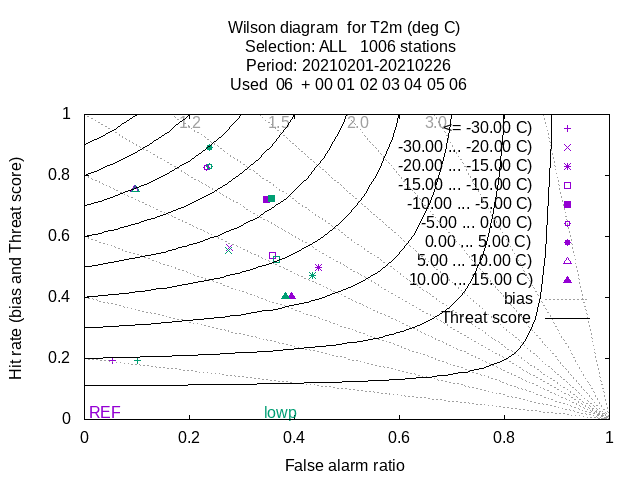 Wilson diagram  for T2m (deg C)
Selection: ALL   1006 stations
Period: 20210201-20210226
Used  06  + 00 01 02 03 04 05 06
1.2 1.5 2.0 3.0
<= -30.00 C)
-30.00 ... -20.00 C)
-20.00 ... -15.00 C)
-15.00 ... -10.00 C)
-10.00 ... -5.00 C)
-5.00 ... 0.00 C)
0.00 ... 5.00 C)
5.00 ... 10.00 C)
10.00 ... 15.00 C)
bias
Threat score
1
0.8
0.6
0.4
0.2
0
Hit rate (bias and Threat score)
REF lowp
0 0.2 0.4 0.6 0.8 1
False alarm ratio